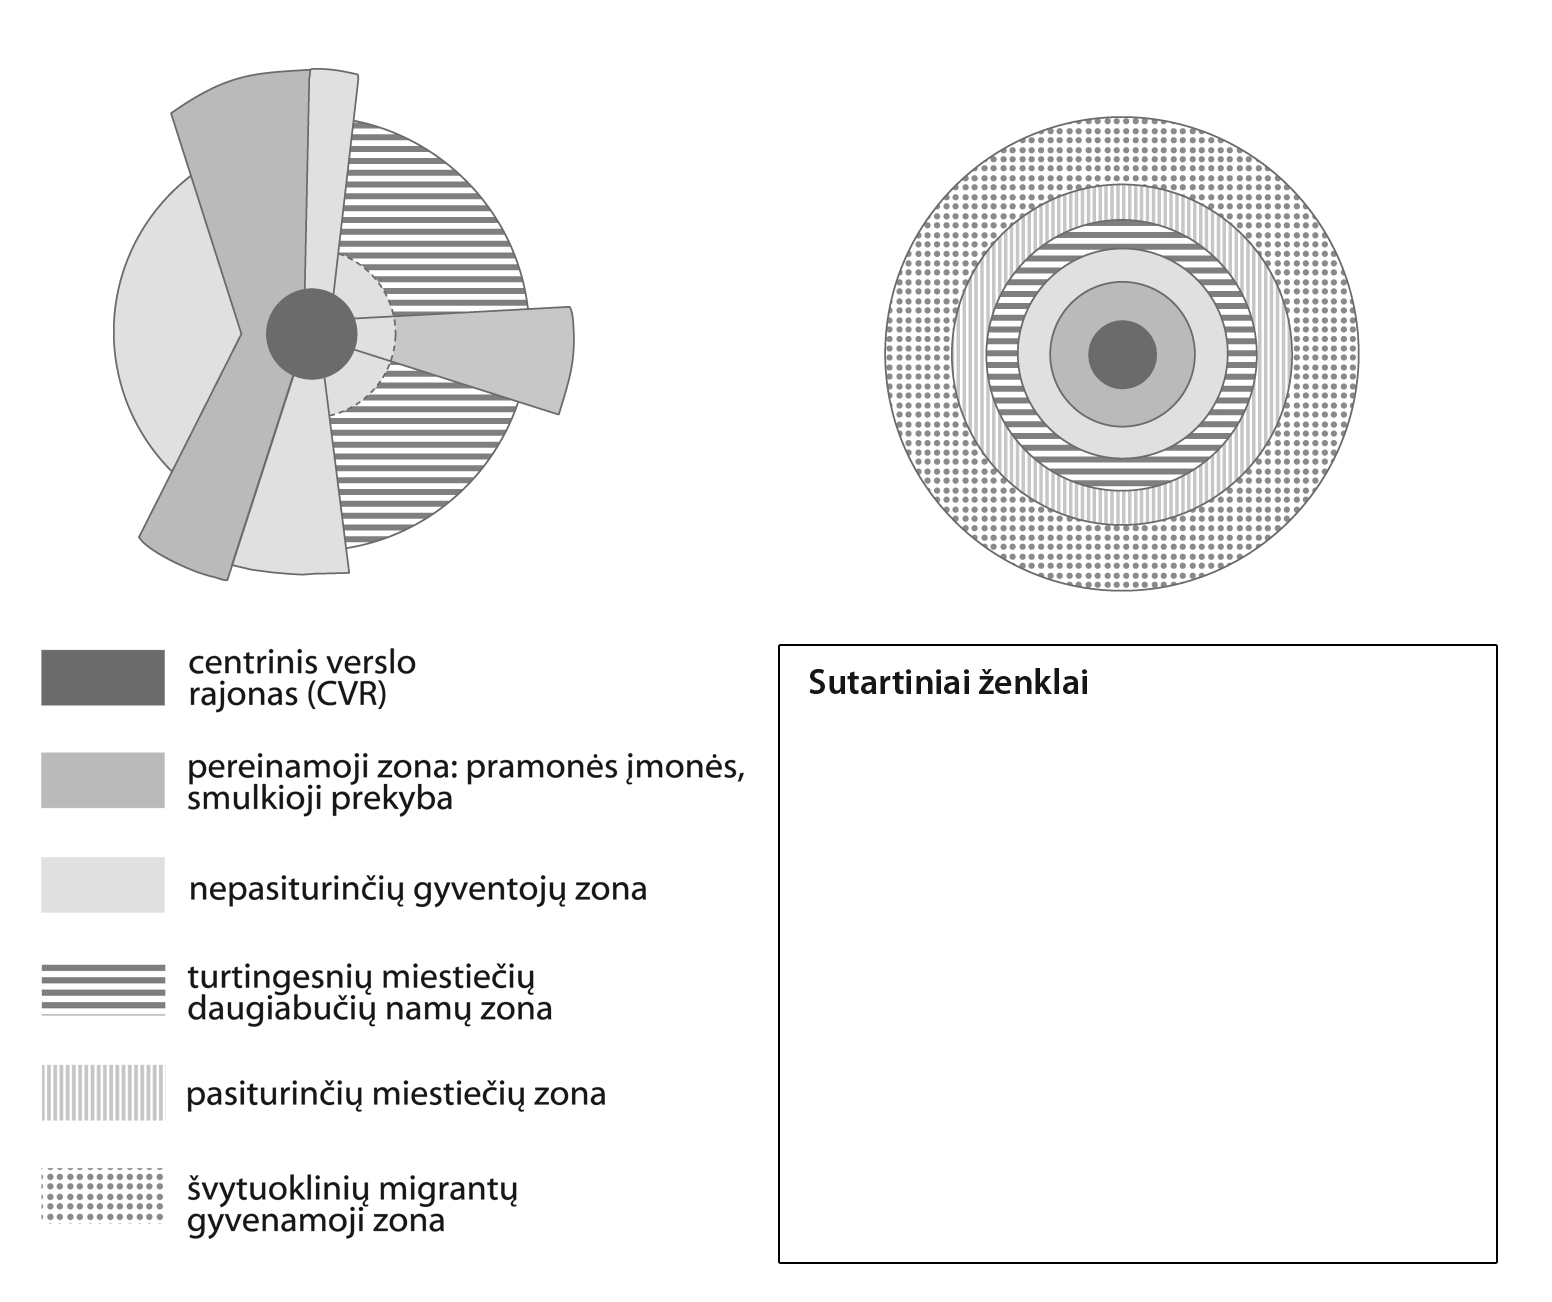 centrinis verslo
rajonas (CVR)
pereinamoji zona: pramonės įmonės,
smulkioji prekyba
nepasiturinčių gyventojų zona
turtingesnių miestiečių
daugiabučių namų zona
pasiturinčių miestiečių zona
švytuoklinių migrantų
gyvenamoji zona
Sutartiniai ženklai